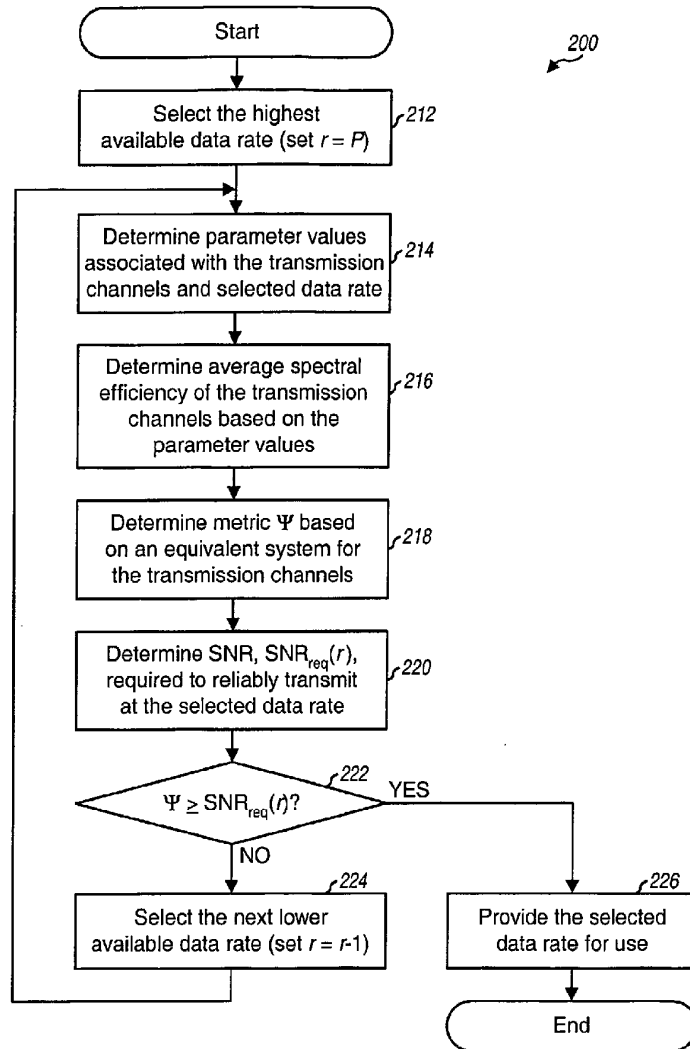 Start
200
Select the highest
available data rate (set r = P)
212
Determine parameter values
associated with the transmission
channels and selected data rate
214
Determine average spectral
efficiency of the transmission
channels based on the
parameter values
216
Determine metric Ψ based
on an equivalent system for
the transmission channels
218
Determine SNR, SNRreq(r),
required to reliably transmit
at the selected data rate
220
222
Ψ ≥ SNRreq(r)?
YES
NO
224
Select the next lower
available data rate (set r = r-1)
226
Provide the selected
data rate for use
End